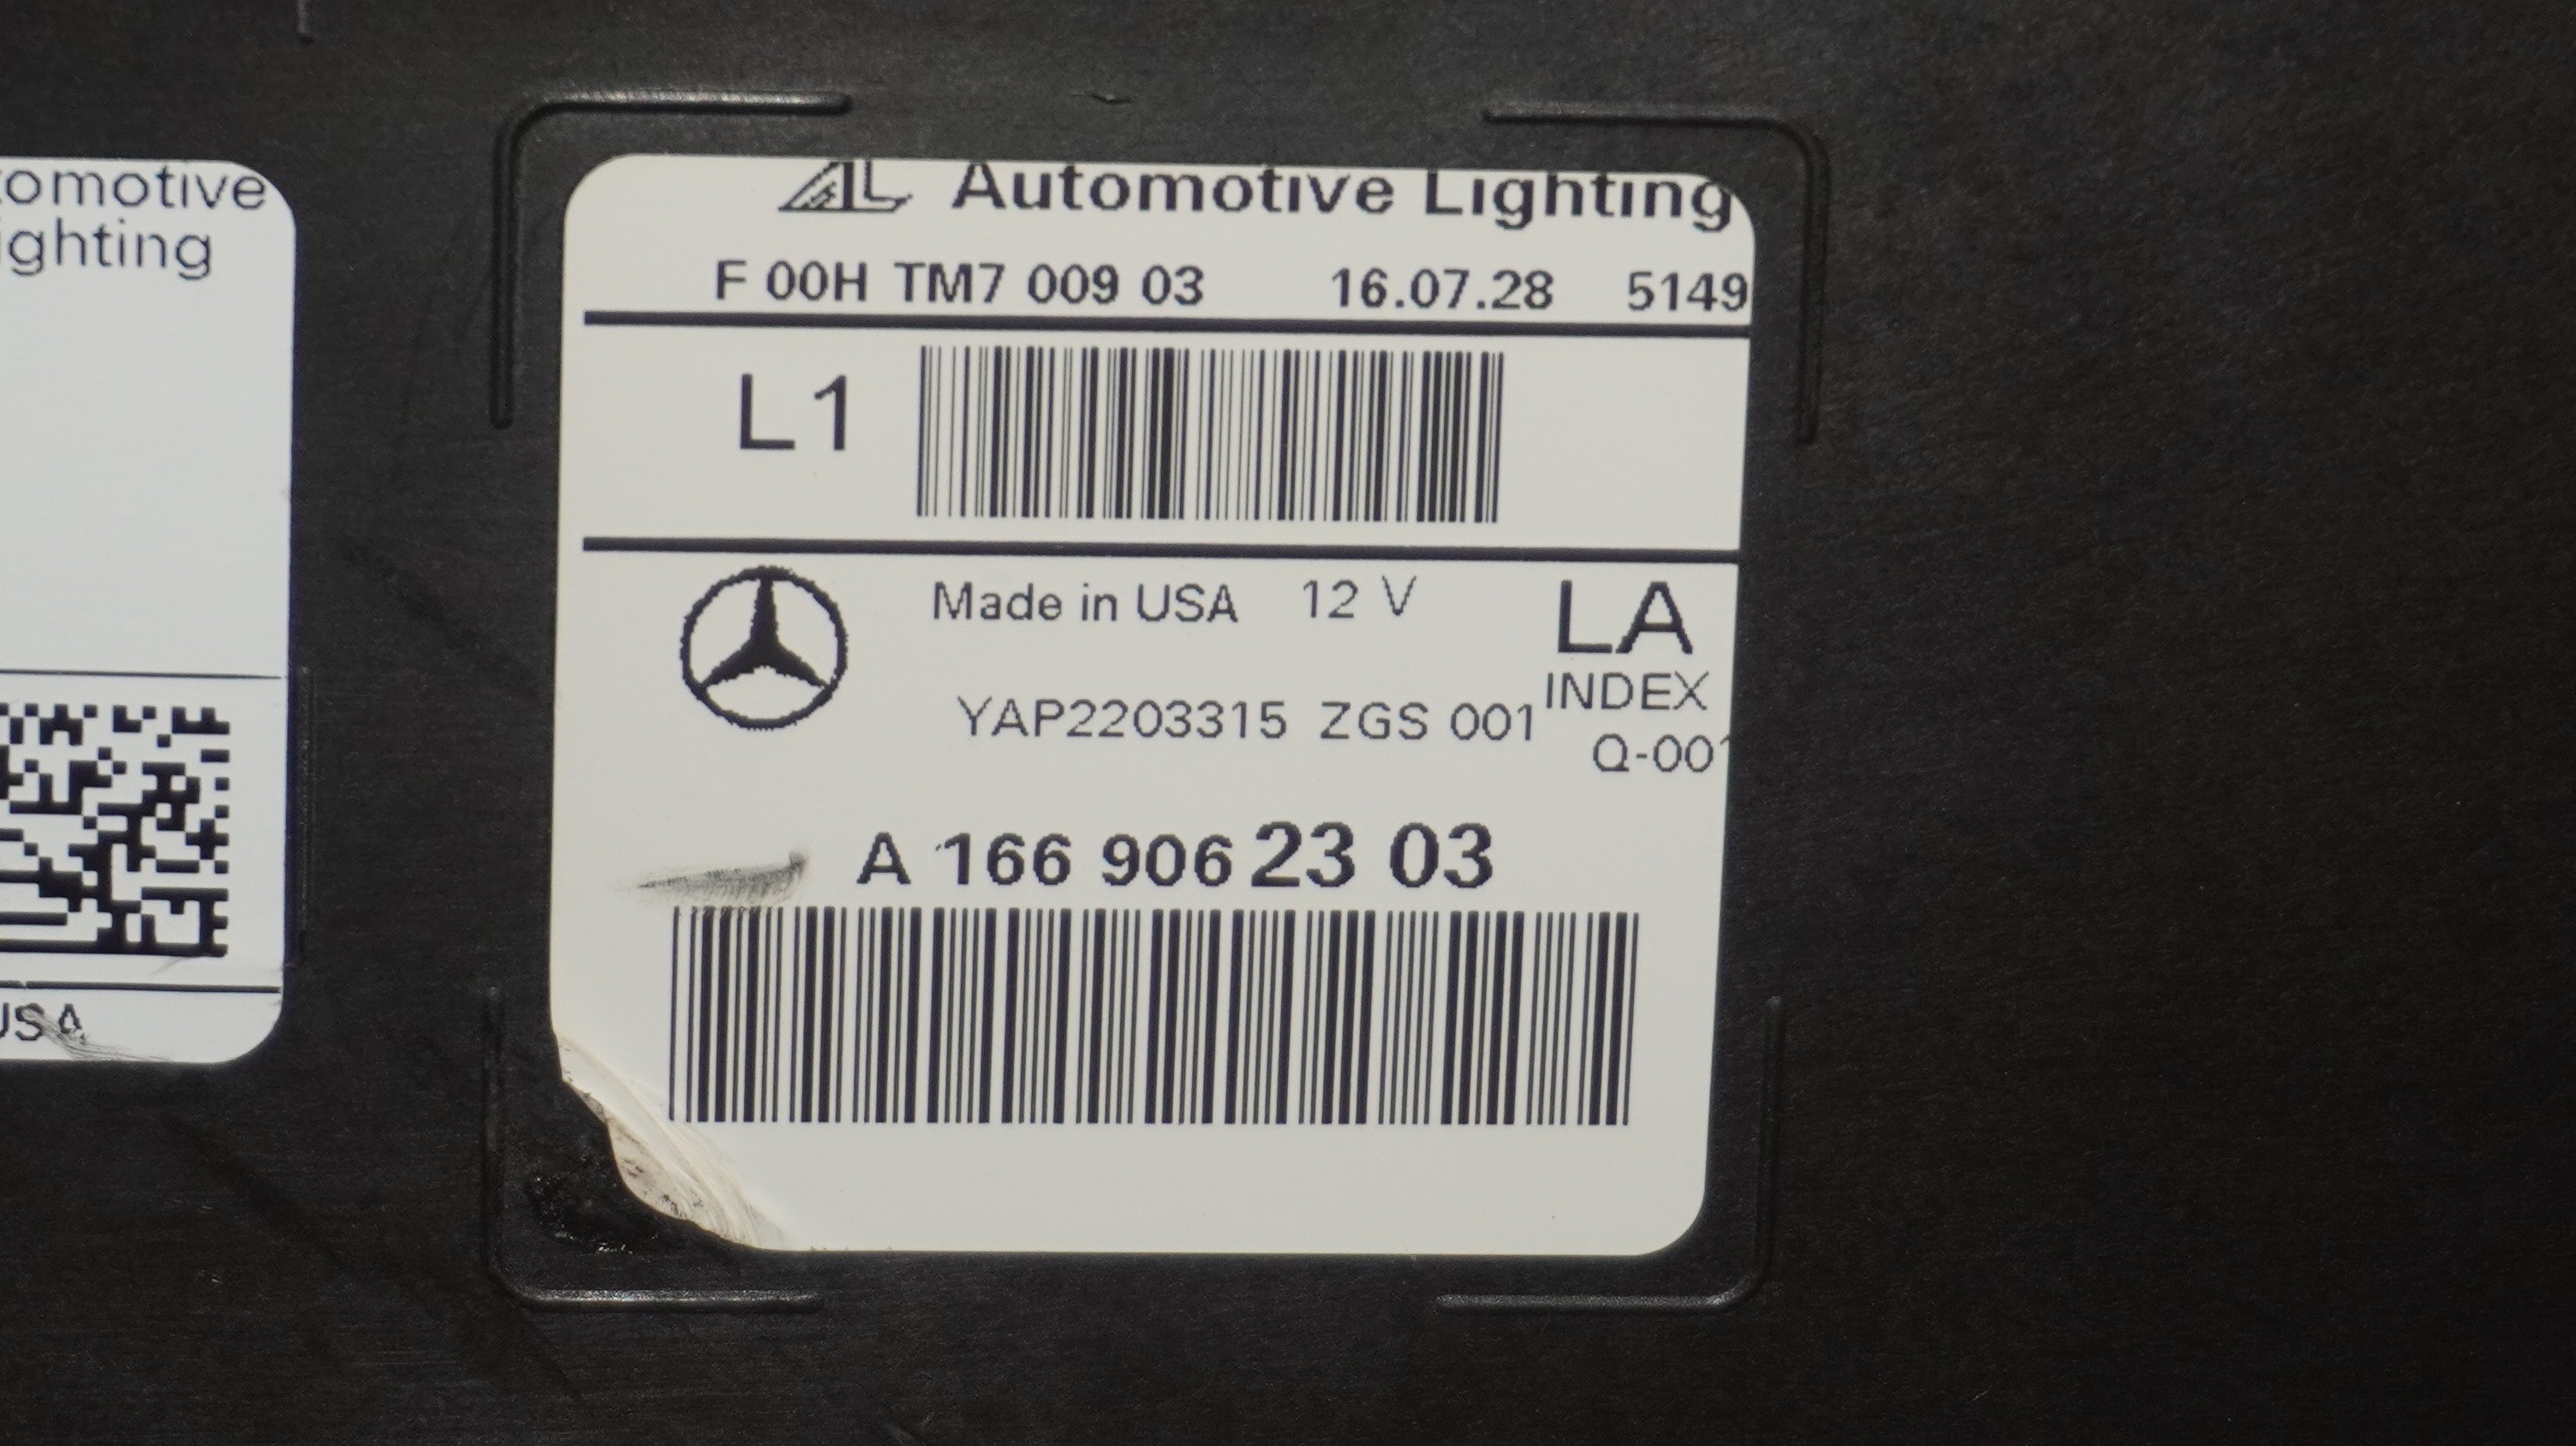 omotive
ighting
USA
AL Automotive Lighting
F 00H TM7 009 03 16.07.28 5149
L1
Made in USA 12 V LA
INDEX
YAP2203315 ZGS 001
Q-001
A 166 906 23 03